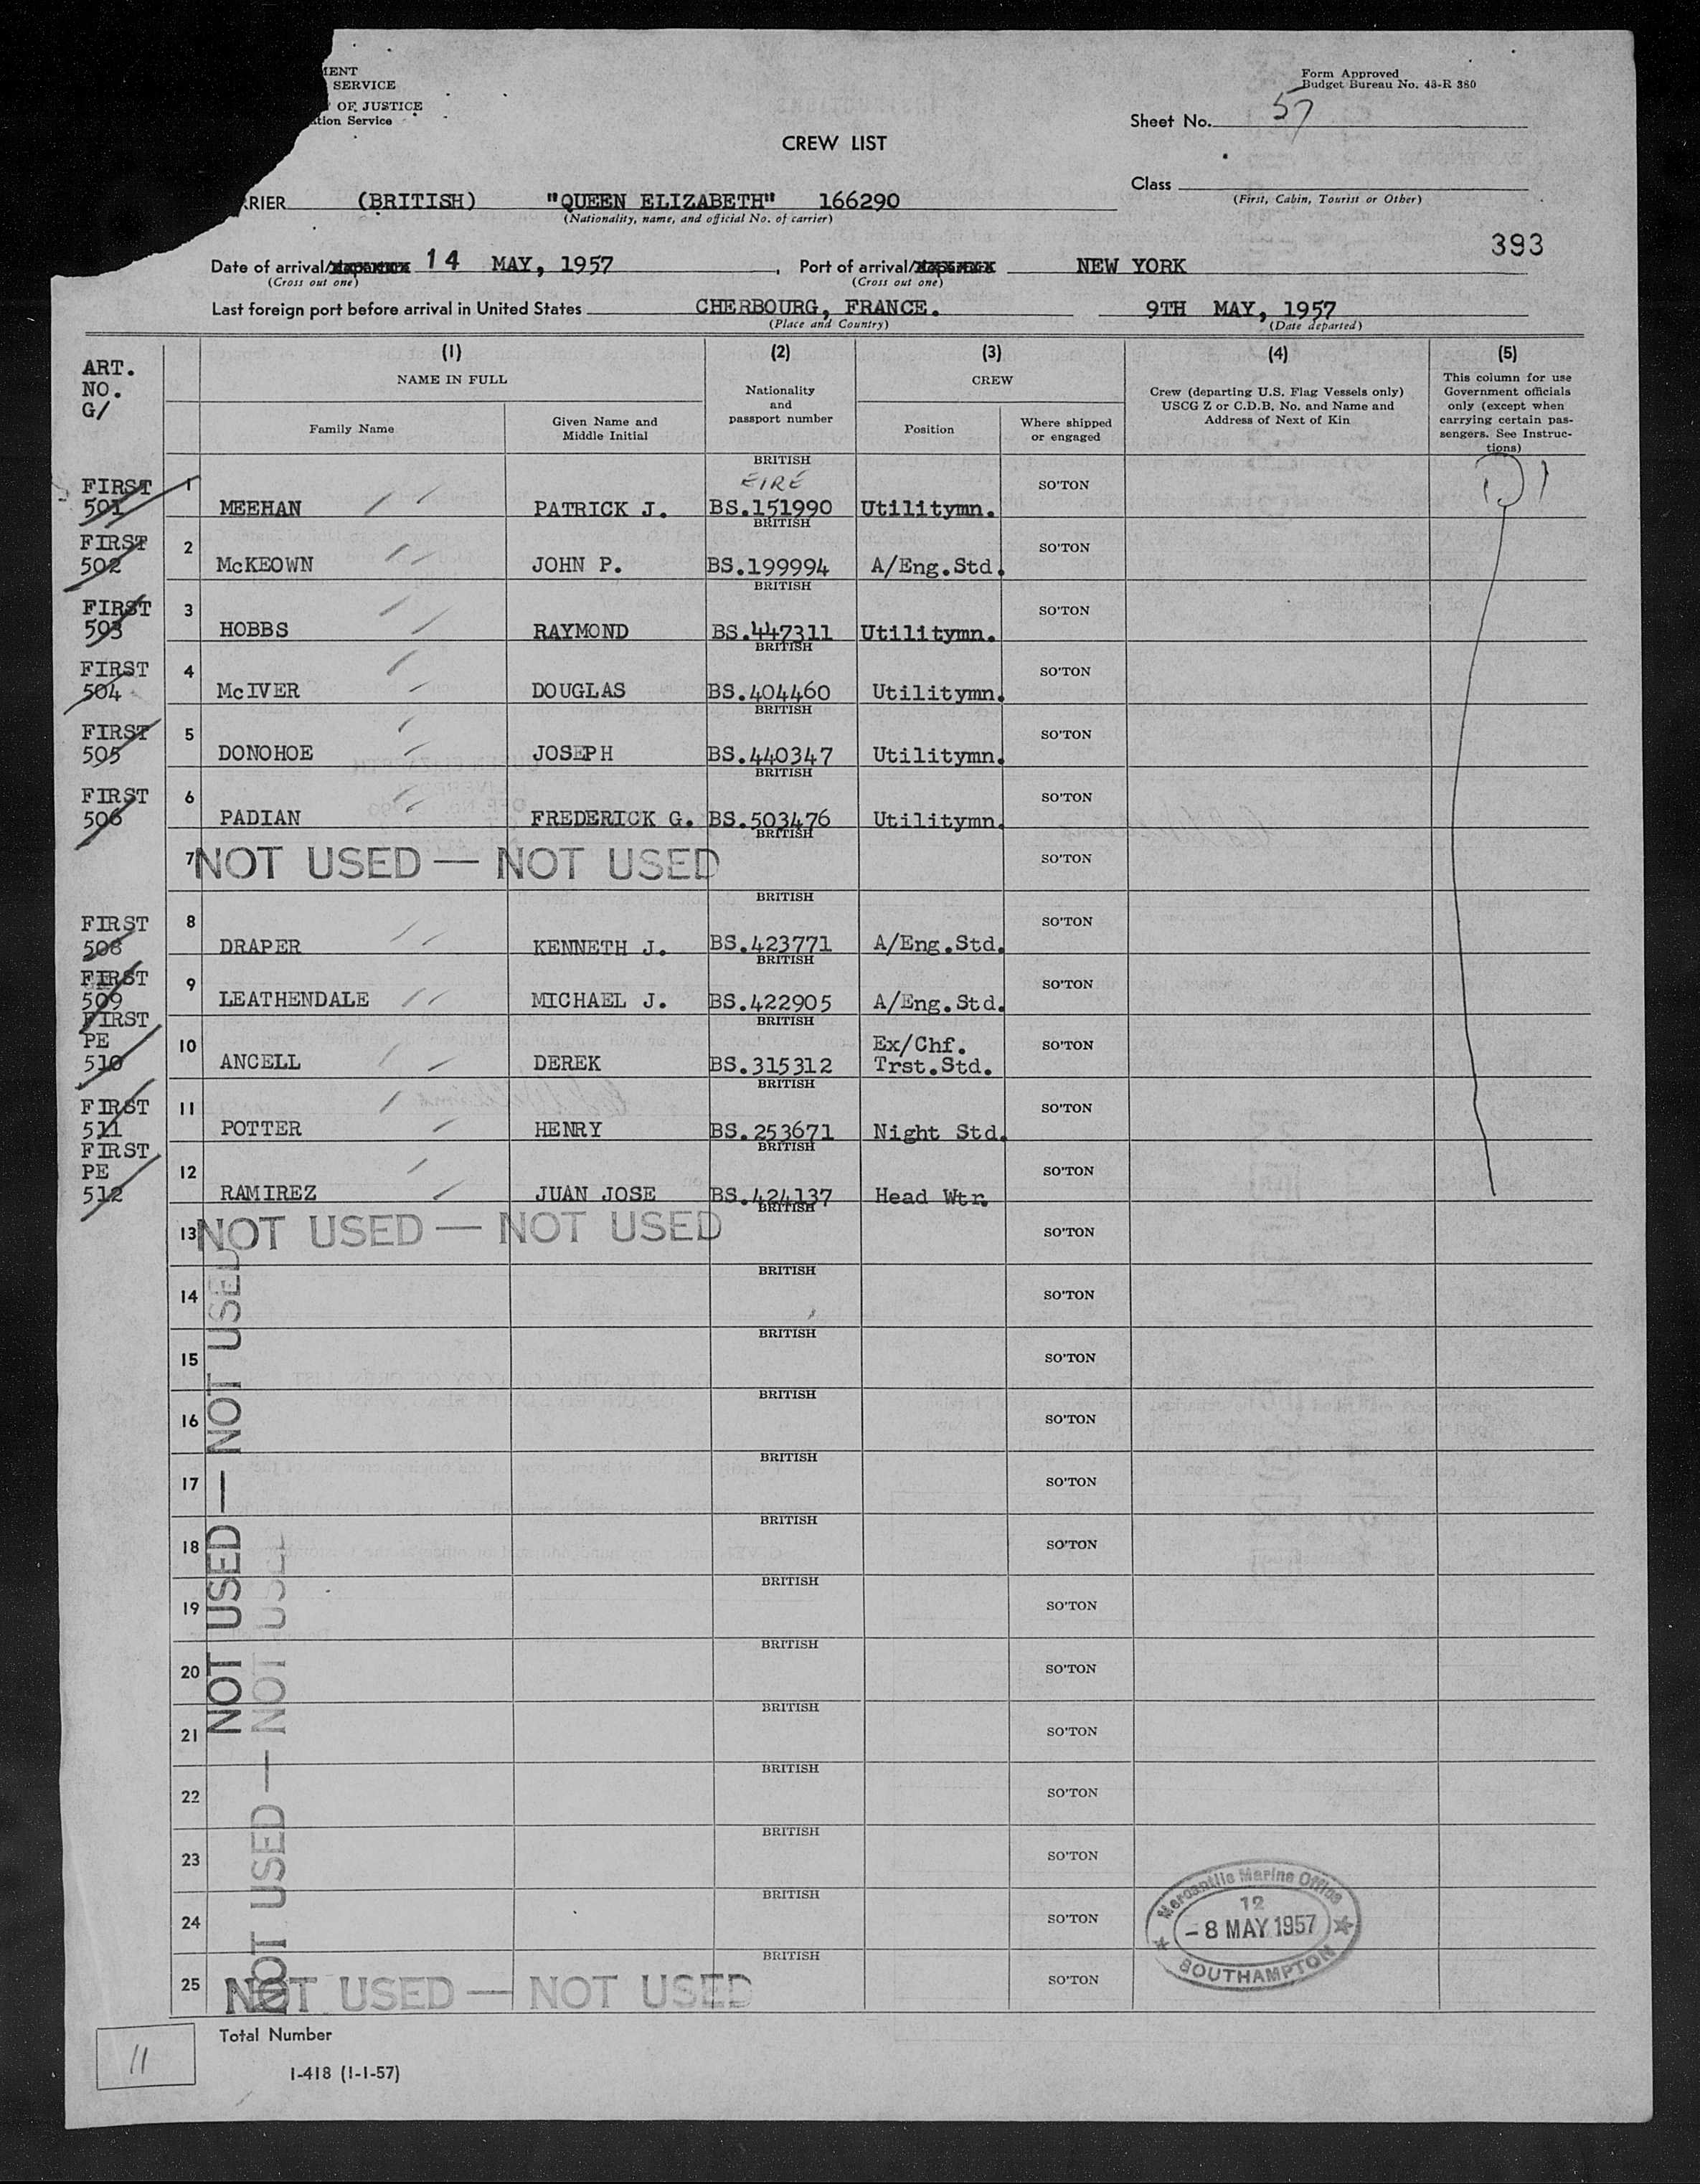 MENT
SERVICE
OF JUSTICE
tion Service
Form Approved
Budget Bureau No. 43-R 380
Sheet No. 57
CREW LIST
Class
(First, Cabin, Tourist or Other)
RRIER (BRITISH) "QUEEN ELIZABETH" 166290
(Nationality, name, and official No. of carrier)
393
Date of arrival/ 14 MAY, 1957, Port of arrival/ NEW YORK
(Cross out one) (Cross out one)
Last foreign port before arrival in United States CHERBOURG, FRANCE. 9TH MAY, 1957
(Place and Country) (Date departed)
ART.
NO.
G/
(1) (2) (3) (4) (5)
NAME IN FULL
Family Name
Given Name and
Middle Initial
Nationality
and
passport number
CREW
Position
Where shipped
or engaged
Crew (departing U.S. Flag Vessels only)
USCG Z or C.D.B. No. and Name and
Address of Next of Kin
This column for use
Government officials
only (except when
carrying certain pas-
sengers. See Instruc-
tions)
BRITISH
FIRST 1 EIRE SO'TON
501 MEEHAN PATRICK J. BS.151990 Utilitymn.
BRITISH
FIRST 2 SO'TON
502 McKEOWN JOHN P. BS.199994 A/Eng.Std.
BRITISH
FIRST 3 SO'TON
503 HOBBS RAYMOND BS.447311 Utilitymn.
BRITISH
FIRST 4 SO'TON
504 McIVER DOUGLAS BS.404460 Utilitymn.
BRITISH
FIRST 5 SO'TON
505 DONOHOE JOSEPH BS.440347 Utilitymn.
BRITISH
FIRST 6 SO'TON
506 PADIAN FREDERICK G. BS.503476 Utilitymn.
BRITISH
7 NOT USED — NOT USED SO'TON
BRITISH
FIRST 8 SO'TON
508 DRAPER KENNETH J. BS.423771 A/Eng.Std.
BRITISH
FIRST 9 SO'TON
509 LEATHENDALE MICHAEL J. BS.422905 A/Eng.Std.
FIRST BRITISH
PE 10 Ex/Chf. SO'TON
510 ANCELL DEREK BS.315312 Trst.Std.
BRITISH
FIRST 11 SO'TON
511 POTTER HENRY BS.253671 Night Std.
FIRST BRITISH
PE 12 SO'TON
512 RAMIREZ JUAN JOSE BS.424137 Head Wtr.
BRITISH
13 NOT USED — NOT USED SO'TON
BRITISH
14 SO'TON
BRITISH
15 SO'TON
BRITISH
16 SO'TON
BRITISH
17 SO'TON
BRITISH
18 SO'TON
BRITISH
19 SO'TON
BRITISH
20 SO'TON
BRITISH
21 SO'TON
BRITISH
22 SO'TON
BRITISH
23 SO'TON
BRITISH
24 SO'TON
BRITISH
25 NOT USED — NOT USED SO'TON
NOT USED — NOT USED
NOT USED — NOT USED
Mercantile Marine Office
12
- 8 MAY 1957
SOUTHAMPTON
11
Total Number
I-418 (1-1-57)